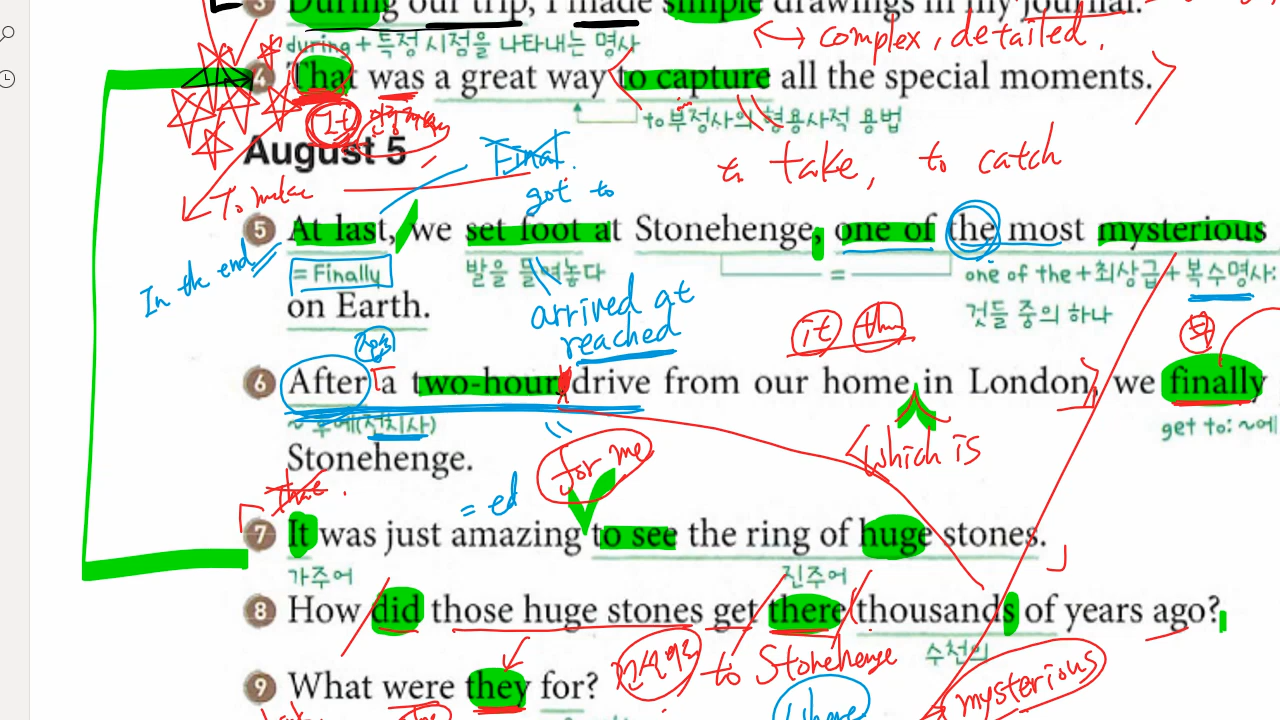 3 During our trip, I made simple drawings in my journal.
during + 특정 시점을 나타내는 명사
↔ complex, detailed.
4 That was a great way to capture all the special moments.
It
to부정사의 형용사적 용법
August 5
Final
to take, to catch
To make
got to
5 At last, we set foot at Stonehenge, one of the most mysterious
In the end
= Finally
발을 들여놓다
=
one of the + 최상급 + 복수명사:
on Earth.
arrived at
것들 중의 하나
reached
it
6 After a two-hour drive from our home in London, we finally
~ 후에(전치사)
which is
get to: ~에
Stonehenge.
for me
= ed
7 It was just amazing to see the ring of huge stones.
가주어
진주어
8 How did those huge stones get there thousands of years ago?
to Stonehenge
수천의
mysterious
9 What were they for?